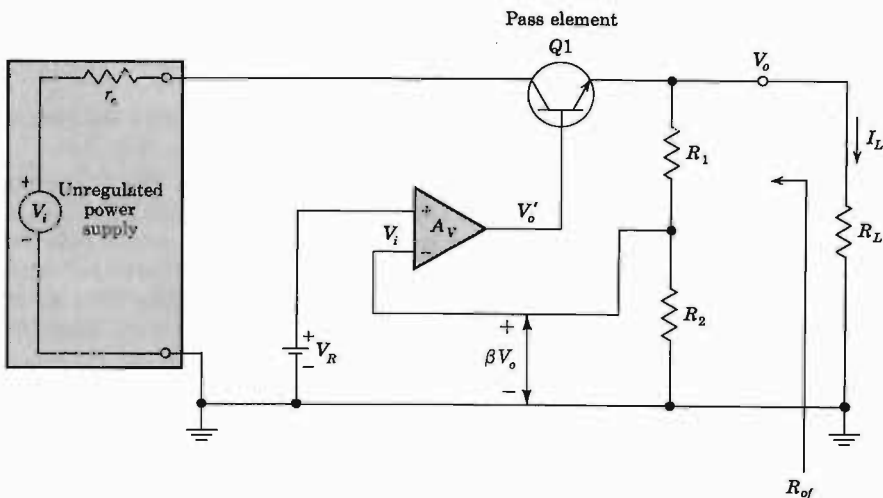 Pass element
Q1
r_c
V_o
I_L
R_1
Unregulated
power
supply
+
V_i
−
V_i
+
−
A_V
V_o'
R_L
R_2
+
βV_o
−
+
V_R
−
R_of